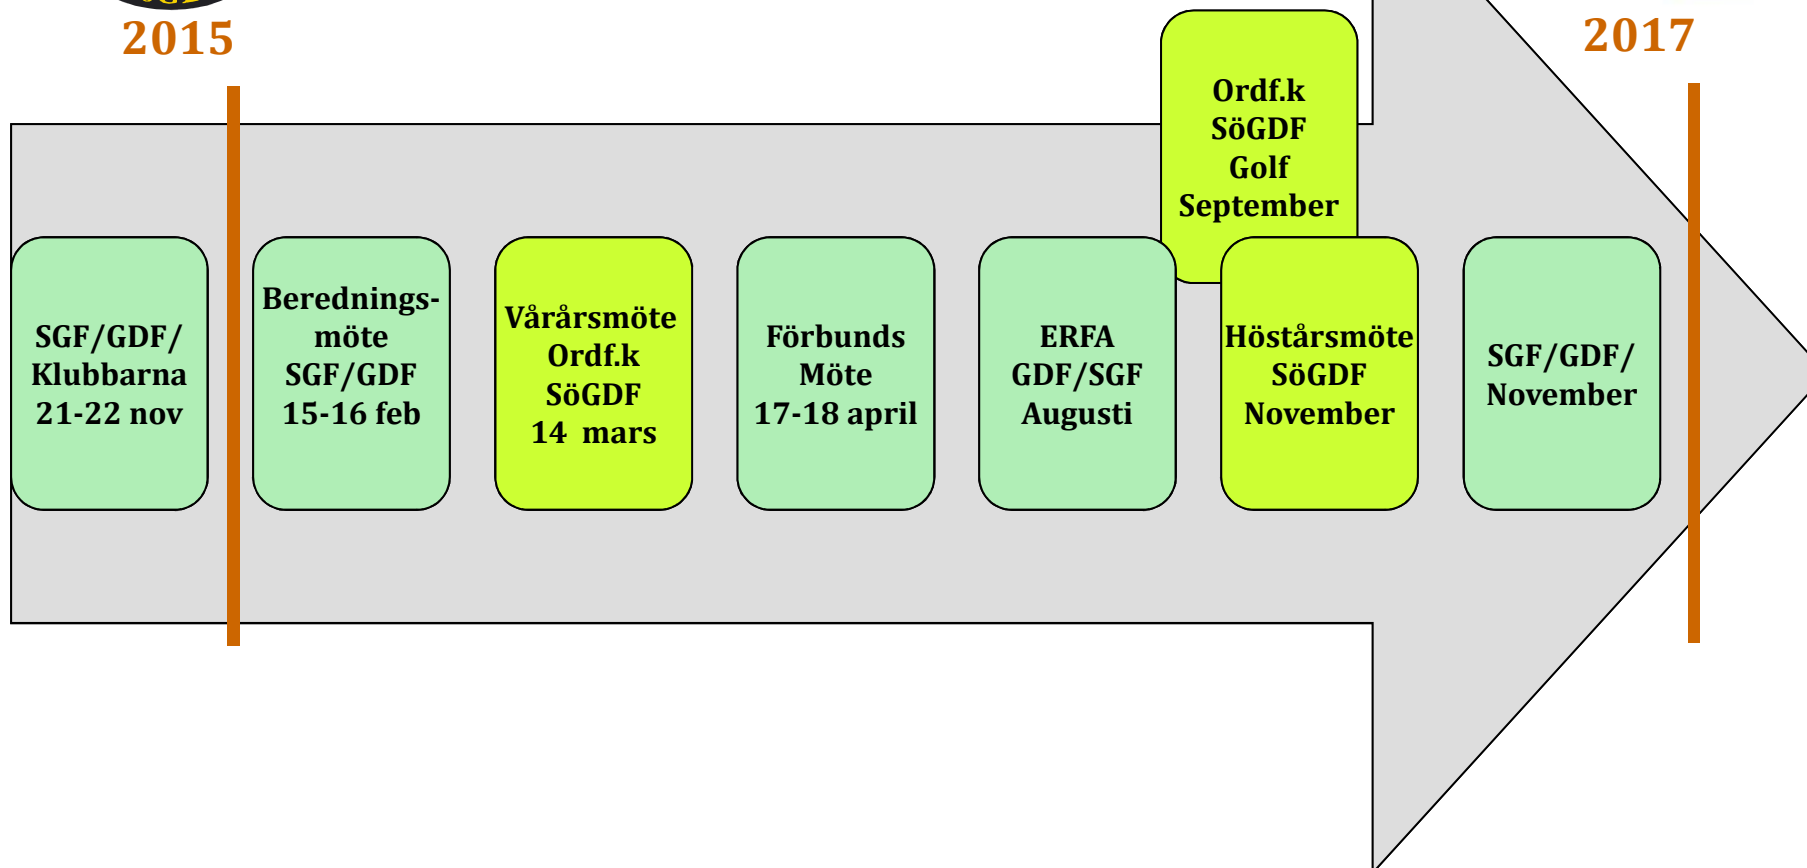 2015
2017
Ordf.k
SöGDF
Golf
September
SGF/GDF/
Klubbarna
21-22 nov
Berednings-
möte
SGF/GDF
15-16 feb
Vårårsmöte
Ordf.k
SöGDF
14  mars
Förbunds
Möte
17-18 april
ERFA
GDF/SGF
Augusti
Höstårsmöte
SöGDF
November
SGF/GDF/
November